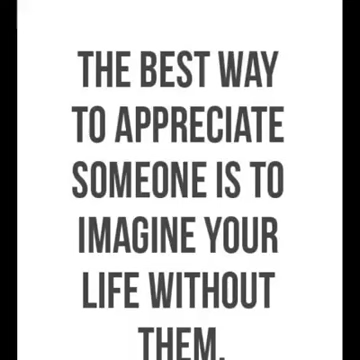 THE BEST WAY
TO APPRECIATE
SOMEONE IS TO
IMAGINE YOUR
LIFE WITHOUT
THEM.